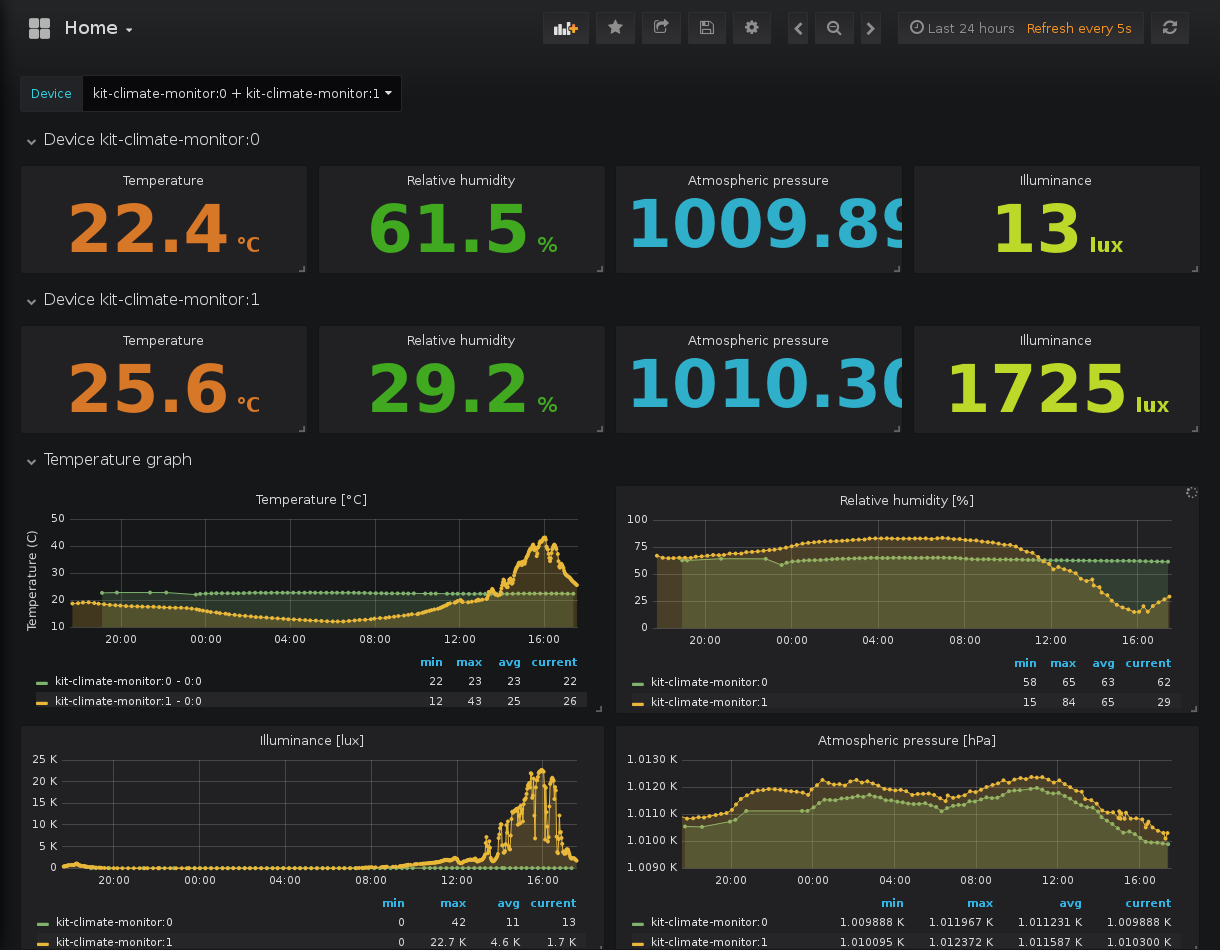 Home
Last 24 hours Refresh every 5s
Device kit-climate-monitor:0 + kit-climate-monitor:1
Device kit-climate-monitor:0
Temperature Relative humidity Atmospheric pressure Illuminance
22.4 °C 61.5 % 1009.89 13 lux
Device kit-climate-monitor:1
Temperature Relative humidity Atmospheric pressure Illuminance
25.6 °C 29.2 % 1010.30 1725 lux
Temperature graph
Temperature [°C]
Temperature (C)
50
40
30
20
10
20:00 00:00 04:00 08:00 12:00 16:00
min max avg current
kit-climate-monitor:0 - 0:0 22 23 23 22
kit-climate-monitor:1 - 0:0 12 43 25 26
Relative humidity [%]
100
75
50
25
0
20:00 00:00 04:00 08:00 12:00 16:00
min max avg current
kit-climate-monitor:0 58 65 63 62
kit-climate-monitor:1 15 84 65 29
Illuminance [lux]
25 K
20 K
15 K
10 K
5 K
0
20:00 00:00 04:00 08:00 12:00 16:00
min max avg current
kit-climate-monitor:0 0 42 11 13
kit-climate-monitor:1 0 22.7 K 4.6 K 1.7 K
Atmospheric pressure [hPa]
1.0130 K
1.0120 K
1.0110 K
1.0100 K
1.0090 K
20:00 00:00 04:00 08:00 12:00 16:00
min max avg current
kit-climate-monitor:0 1.009888 K 1.011967 K 1.011231 K 1.009888 K
kit-climate-monitor:1 1.010095 K 1.012372 K 1.011587 K 1.010300 K